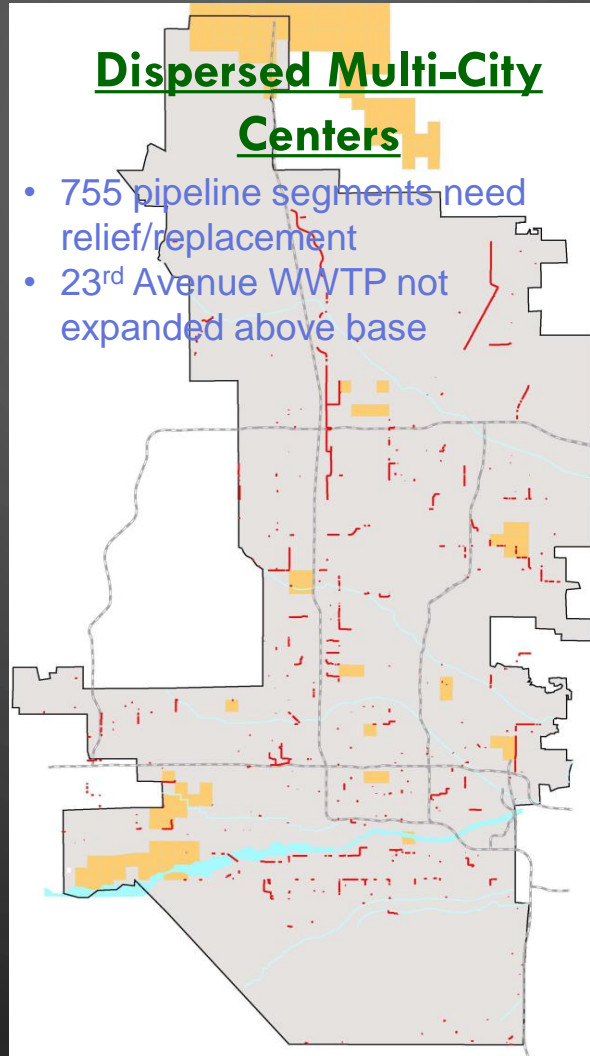 Dispersed Multi-City
Centers
• 755 pipeline segments need
relief/replacement
• 23rd Avenue WWTP not
expanded above base